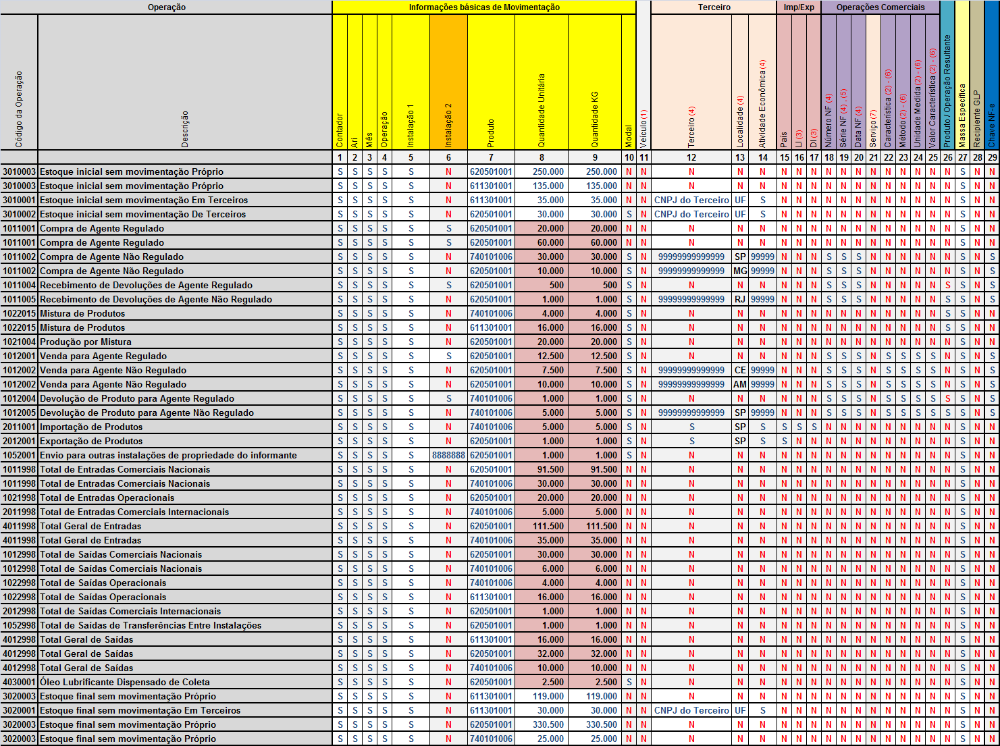 Operação Informações básicas de Movimentação Terceiro Imp/Exp Operações Comerciais
Código da Operação Descrição Contador Ari Mês Operação Instalação 1 Instalação 2 Produto Quantidade Unitária Quantidade KG Modal Veículo (1) Terceiro (4) Localidade (4) Atividade Econômica (4) País LI (3) DI (3) Número NF (4) Série NF (4) , (5) Data NF (4) Serviço (7) Característica (2) - (6) Método (2) - (6) Unidade Medida (2) - (6) Valor Característica (2) - (6) Produto / Operação Resultante Massa Específica Recipiente GLP Chave NF-e
1 2 3 4 5 6 7 8 9 10 11 12 13 14 15 16 17 18 19 20 21 22 23 24 25 26 27 28 29
3010003 Estoque inicial sem movimentação Próprio S S S S S N 620501001 250.000 250.000 N N N N N N N N N N N N N N N N N S N N
3010003 Estoque inicial sem movimentação Próprio S S S S S N 611301001 135.000 135.000 N N N N N N N N N N N N N N N N N S N N
3010001 Estoque inicial sem movimentação Em Terceiros S S S S S N 611301001 35.000 35.000 N N CNPJ do Terceiro UF S N N N N N N N N N N N N S N N
3010002 Estoque inicial sem movimentação De Terceiros S S S S S N 620501001 30.000 30.000 S N CNPJ do Terceiro UF S N N N N N N N N N N N N S N N
1011001 Compra de Agente Regulado S S S S S S 620501001 20.000 20.000 N N N N N N N N N N N N N N N N N S N N
1011001 Compra de Agente Regulado S S S S S S 620501001 60.000 60.000 N N N N N N N N N N N N N N N N N S N N
1011002 Compra de Agente Não Regulado S S S S S N 740101006 30.000 30.000 S N 99999999999999 SP 99999 N N N S S S N N N N N N S N S
1011002 Compra de Agente Não Regulado S S S S S N 620501001 10.000 10.000 S N 99999999999999 MG 99999 N N N S S S N N N N N N S N S
1011004 Recebimento de Devoluções de Agente Regulado S S S S S S 620501001 500 500 S N N N N N N N S S S N N N N N S S N S
1011005 Recebimento de Devoluções de Agente Não Regulado S S S S S N 620501001 1.000 1.000 S N 99999999999999 RJ 99999 N N N S S S N N N N N S S N S
1022015 Mistura de Produtos S S S S S N 740101006 4.000 4.000 S N N N N N N N N N N N N N N N S S N N
1022015 Mistura de Produtos S S S S S N 611301001 16.000 16.000 S N N N N N N N N N N N N N N N S S N N
1021004 Produção por Mistura S S S S S N 620501001 20.000 20.000 S N N N N N N N N N N N N N N N N S N N
1012001 Venda para Agente Regulado S S S S S S 620501001 12.500 12.500 S N N N N N N N S S S N S S S S N S N S
1012002 Venda para Agente Não Regulado S S S S S N 620501001 7.500 7.500 S N 99999999999999 CE 99999 N N N S S S N S S S S N S N S
1012002 Venda para Agente Não Regulado S S S S S N 620501001 10.000 10.000 S N 99999999999999 AM 99999 N N N S S S N S S S S N S N S
1012004 Devolução de Produto para Agente Regulado S S S S S S 740101006 1.000 1.000 S N N N N N N N S S S N S S S S S S N S
1012005 Devolução de Produto para Agente Não Regulado S S S S S N 740101006 5.000 5.000 S N 99999999999999 SP 99999 N N N S S S N S S S S S S N S
2011001 Importação de Produtos S S S S S N 740101006 5.000 5.000 S N S SP S S S S N N N N N N N N N S N N
2012001 Exportação de Produtos S S S S S N 620501001 1.000 1.000 S N S SP S S N N N N N N N N N N N S N N
1052001 Envio para outras instalações de propriedade do informante S S S S S 8888888 620501001 1.000 1.000 S N N N N N N N N N N N N N N N N S N N
1011998 Total de Entradas Comerciais Nacionais S S S S S N 620501001 91.500 91.500 N N N N N N N N N N N N N N N N N S N N
1011998 Total de Entradas Comerciais Nacionais S S S S S N 740101006 30.000 30.000 N N N N N N N N N N N N N N N N N S N N
1021998 Total de Entradas Operacionais S S S S S N 620501001 20.000 20.000 N N N N N N N N N N N N N N N N N S N N
2011998 Total de Entradas Comerciais Internacionais S S S S S N 740101006 5.000 5.000 N N N N N N N N N N N N N N N N N S N N
4011998 Total Geral de Entradas S S S S S N 620501001 111.500 111.500 N N N N N N N N N N N N N N N N N S N N
4011998 Total Geral de Entradas S S S S S N 740101006 35.000 35.000 N N N N N N N N N N N N N N N N N S N N
1012998 Total de Saídas Comerciais Nacionais S S S S S N 620501001 30.000 30.000 N N N N N N N N N N N N N N N N N S N N
1012998 Total de Saídas Comerciais Nacionais S S S S S N 740101006 6.000 6.000 N N N N N N N N N N N N N N N N N S N N
1022998 Total de Saídas Operacionais S S S S S N 740101006 4.000 4.000 N N N N N N N N N N N N N N N N N S N N
1022998 Total de Saídas Operacionais S S S S S N 611301001 16.000 16.000 N N N N N N N N N N N N N N N N N S N N
2012998 Total de Saídas Comerciais Internacionais S S S S S N 620501001 1.000 1.000 N N N N N N N N N N N N N N N N N S N N
1052998 Total de Saídas de Transferências Entre Instalações S S S S S N 620501001 1.000 1.000 N N N N N N N N N N N N N N N N N S N N
4012998 Total Geral de Saídas S S S S S N 611301001 16.000 16.000 N N N N N N N N N N N N N N N N N S N N
4012998 Total Geral de Saídas S S S S S N 620501001 32.000 32.000 N N N N N N N N N N N N N N N N N S N N
4012998 Total Geral de Saídas S S S S S N 740101006 10.000 10.000 N N N N N N N N N N N N N N N N N S N N
4030001 Óleo Lubrificante Dispensado de Coleta S S S S S N 620501001 2.500 2.500 S N N N N N N N N N N N N N N N N S N N
3020003 Estoque final sem movimentação Próprio S S S S S N 611301001 119.000 119.000 N N N N N N N N N N N N N N N N N S N N
3020001 Estoque final sem movimentação Em Terceiros S S S S S N 611301001 30.000 30.000 N N CNPJ do Terceiro UF S N N N N N N N N N N N N S N N
3020003 Estoque final sem movimentação Próprio S S S S S N 620501001 330.500 330.500 N N N N N N N N N N N N N N N N N S N N
3020003 Estoque final sem movimentação Próprio S S S S S N 740101006 25.000 25.000 N N N N N N N N N N N N N N N N N S N N